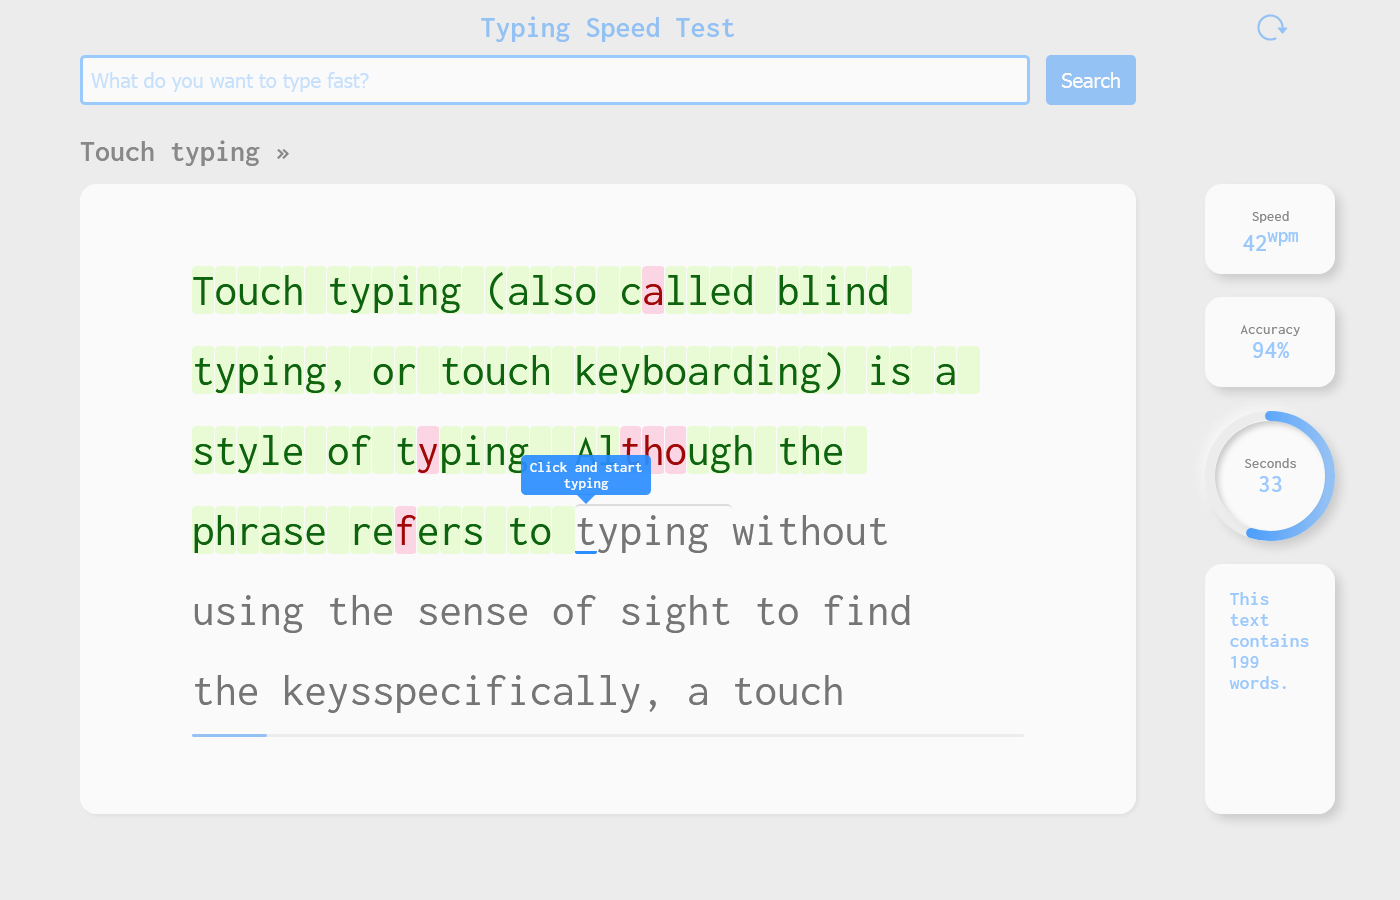 Typing Speed Test
What do you want to type fast?
Search
Touch typing »
Speed
42wpm
Touch typing (also called blind
typing, or touch keyboarding) is a
style of typing. Although the
phrase refers to typing without
using the sense of sight to find
the keysspecifically, a touch
Click and start
typing
Accuracy
94%
Seconds
33
This
text
contains
199
words.